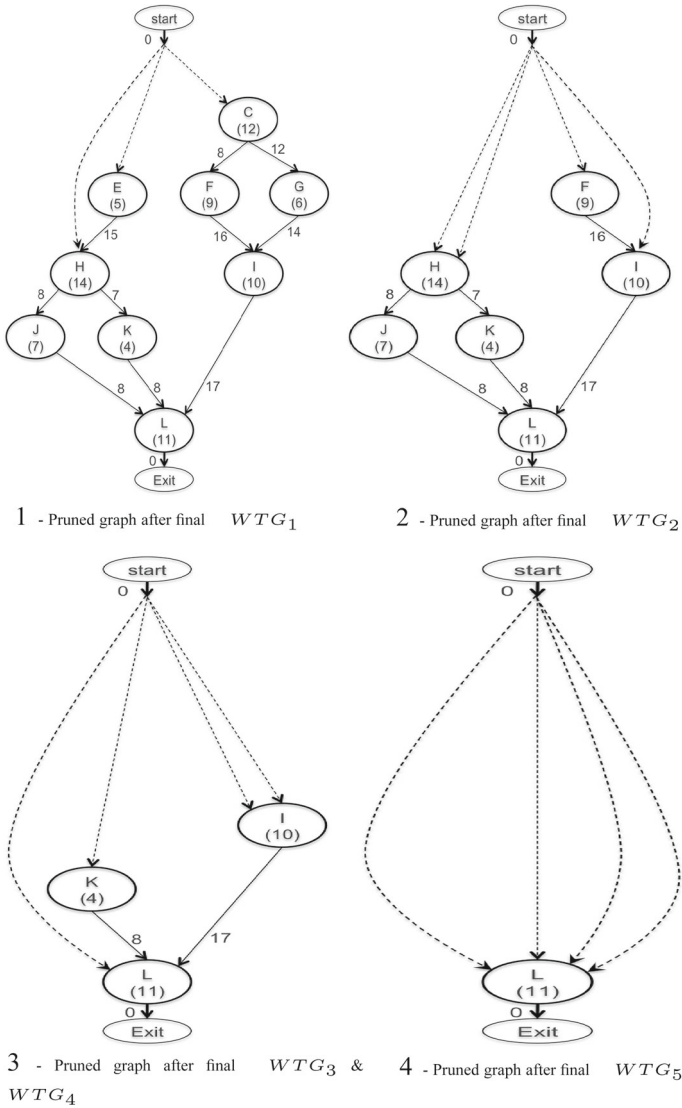 start
0
C
(12)
8
12
E
(5)
F
(9)
G
(6)
15
16
14
H
(14)
I
(10)
8
7
J
(7)
K
(4)
8
8
17
L
(11)
0
Exit
1 - Pruned graph after final WTG1
start
0
F
(9)
16
H
(14)
I
(10)
8
7
J
(7)
K
(4)
8
8
17
L
(11)
0
Exit
2 - Pruned graph after final WTG2
start
0
I
(10)
K
(4)
8
17
L
(11)
0
Exit
3 - Pruned graph after final WTG3 &
WTG4
start
0
L
(11)
0
Exit
4 - Pruned graph after final WTG5